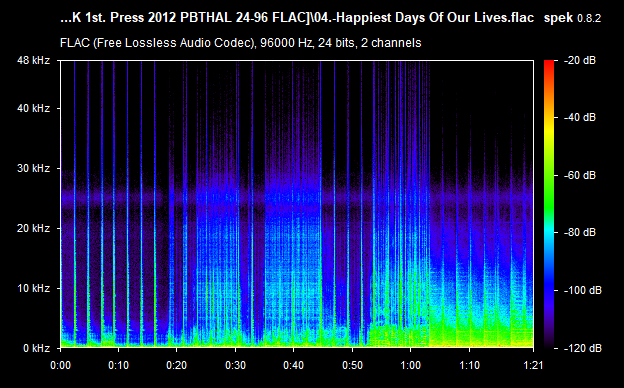 ...K 1st. Press 2012 PBTHAL 24-96 FLAC]\04.-Happiest Days Of Our Lives.flac spek 0.8.2
FLAC (Free Lossless Audio Codec), 96000 Hz, 24 bits, 2 channels
48 kHz
40 kHz
30 kHz
20 kHz
10 kHz
0 kHz
0:00 0:10 0:20 0:30 0:40 0:50 1:00 1:10 1:21
-20 dB
-40 dB
-60 dB
-80 dB
-100 dB
-120 dB